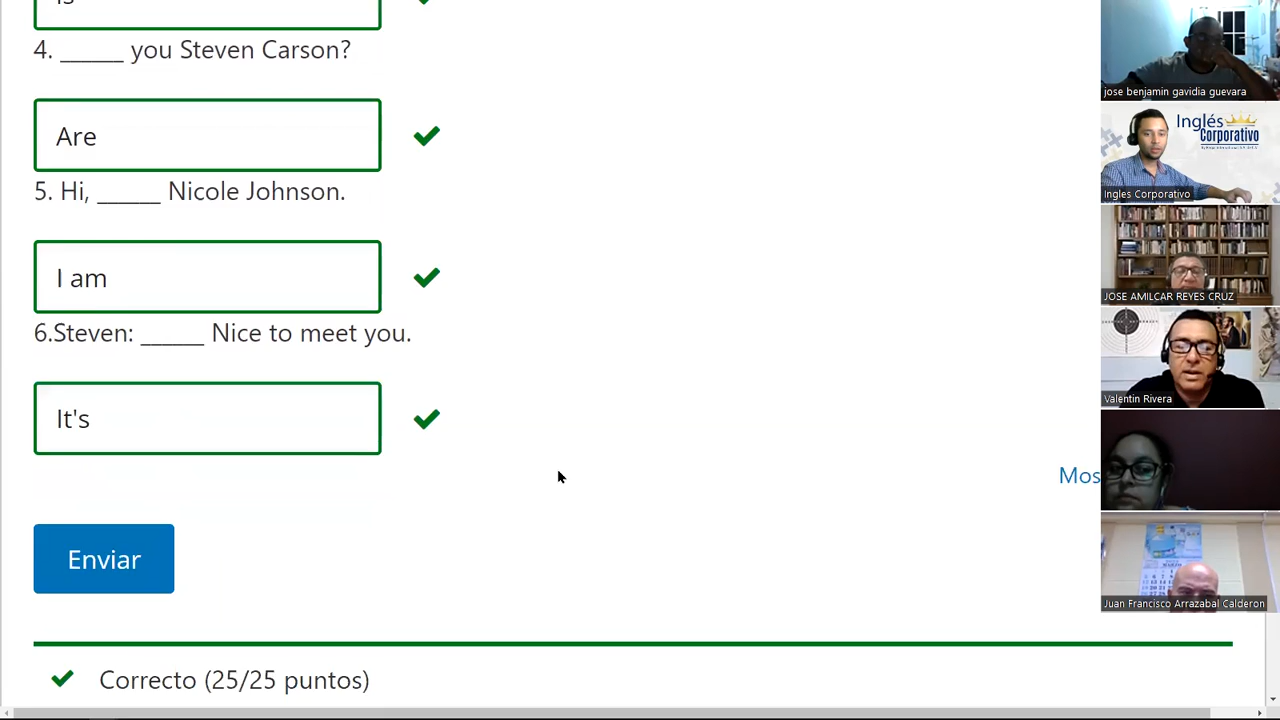 Is
4. ______ you Steven Carson?
Are
5. Hi, ______ Nicole Johnson.
I am
6.Steven: ______ Nice to meet you.
It's
Mos
Enviar
Correcto (25/25 puntos)
jose benjamin gavidia guevara
Inglés
Corporativo
Ingles Corporativo
JOSE AMILCAR REYES CRUZ
Valentin Rivera
MARZO
Juan Francisco Arrazabal Calderon